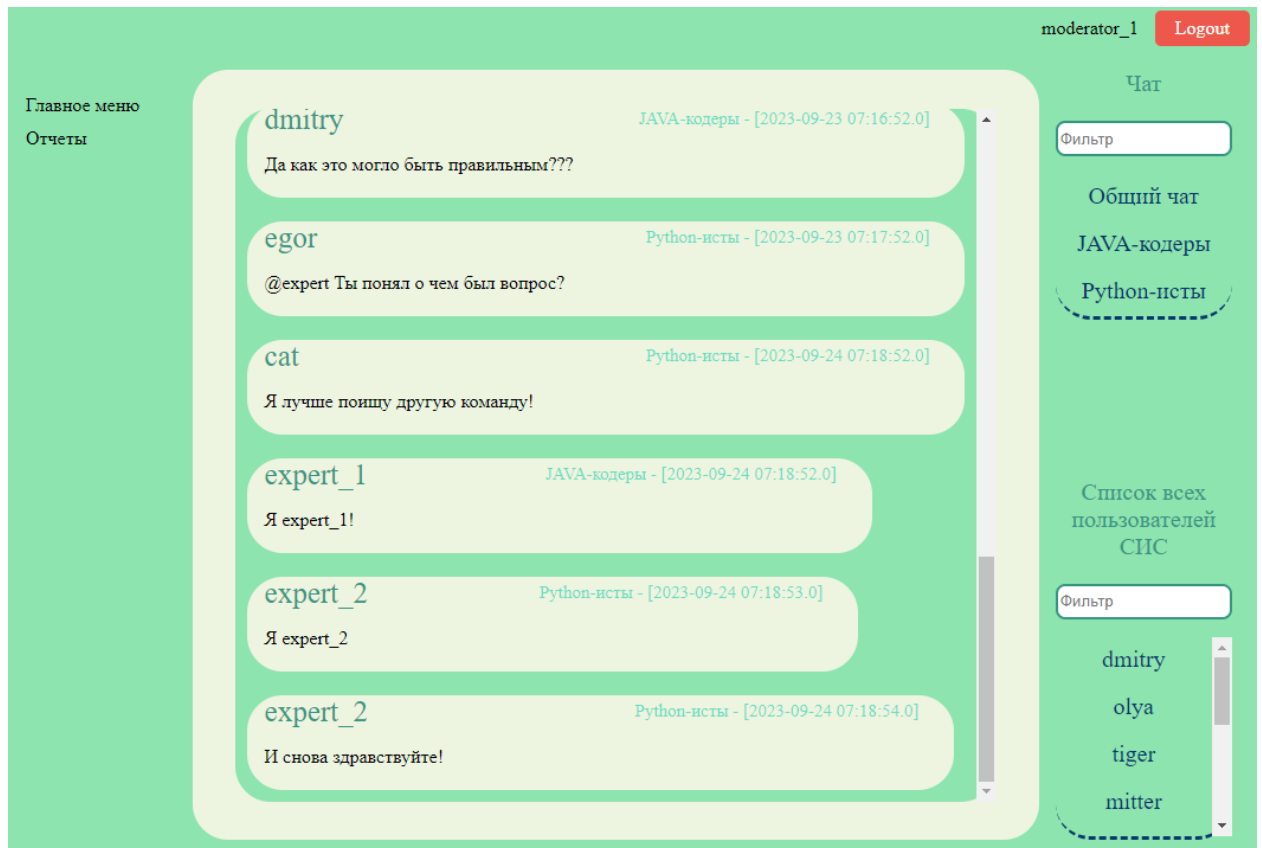 moderator_1 Logout
Главное меню
Отчеты
dmitry JAVA-кодеры - [2023-09-23 07:16:52.0]
Да как это могло быть правильным???
egor Python-исты - [2023-09-23 07:17:52.0]
@expert Ты понял о чем был вопрос?
cat Python-исты - [2023-09-24 07:18:52.0]
Я лучше поищу другую команду!
expert_1 JAVA-кодеры - [2023-09-24 07:18:52.0]
Я expert_1!
expert_2 Python-исты - [2023-09-24 07:18:53.0]
Я expert_2
expert_2 Python-исты - [2023-09-24 07:18:54.0]
И снова здравствуйте!
Чат
Фильтр
Общий чат
JAVA-кодеры
Python-исты
Список всех
пользователей
СИС
Фильтр
dmitry
olya
tiger
mitter